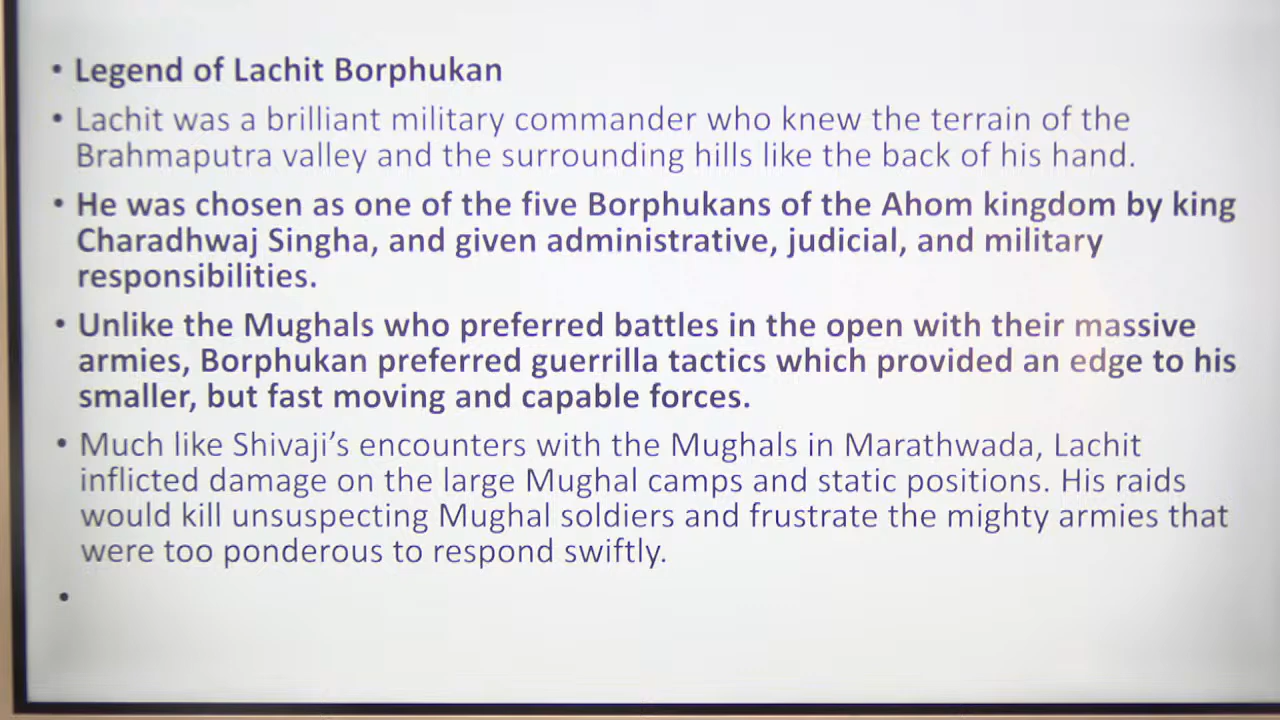 • Legend of Lachit Borphukan
• Lachit was a brilliant military commander who knew the terrain of the
Brahmaputra valley and the surrounding hills like the back of his hand.
• He was chosen as one of the five Borphukans of the Ahom kingdom by king
Charadhwaj Singha, and given administrative, judicial, and military
responsibilities.
• Unlike the Mughals who preferred battles in the open with their massive
armies, Borphukan preferred guerrilla tactics which provided an edge to his
smaller, but fast moving and capable forces.
• Much like Shivaji’s encounters with the Mughals in Marathwada, Lachit
inflicted damage on the large Mughal camps and static positions. His raids
would kill unsuspecting Mughal soldiers and frustrate the mighty armies that
were too ponderous to respond swiftly.
•